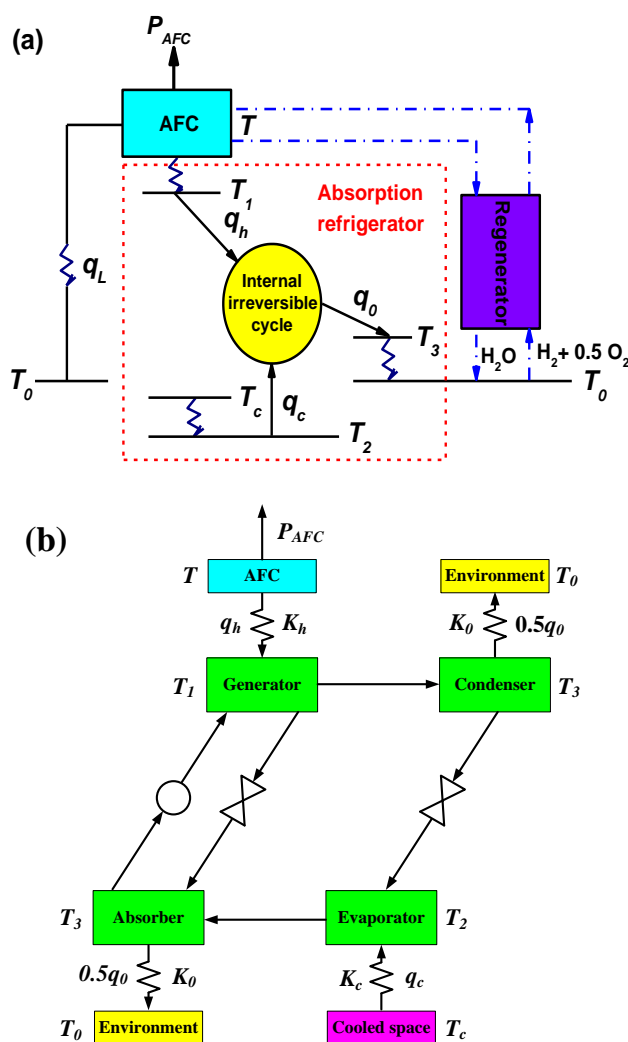 (a)
P_AFC
AFC
T
T_1
q_h
Absorption
refrigerator
Regenerator
Internal
irreversible
cycle
q_L
q_0
T_3
H_2O
H_2+ 0.5 O_2
T_0
T_c
q_c
T_0
T_2
(b)
P_AFC
T
AFC
Environment
T_0
q_h
K_h
K_0
0.5q_0
T_1
Generator
Condenser
T_3
T_3
Absorber
Evaporator
T_2
0.5q_0
K_0
K_c
q_c
T_0
Environment
Cooled space
T_c